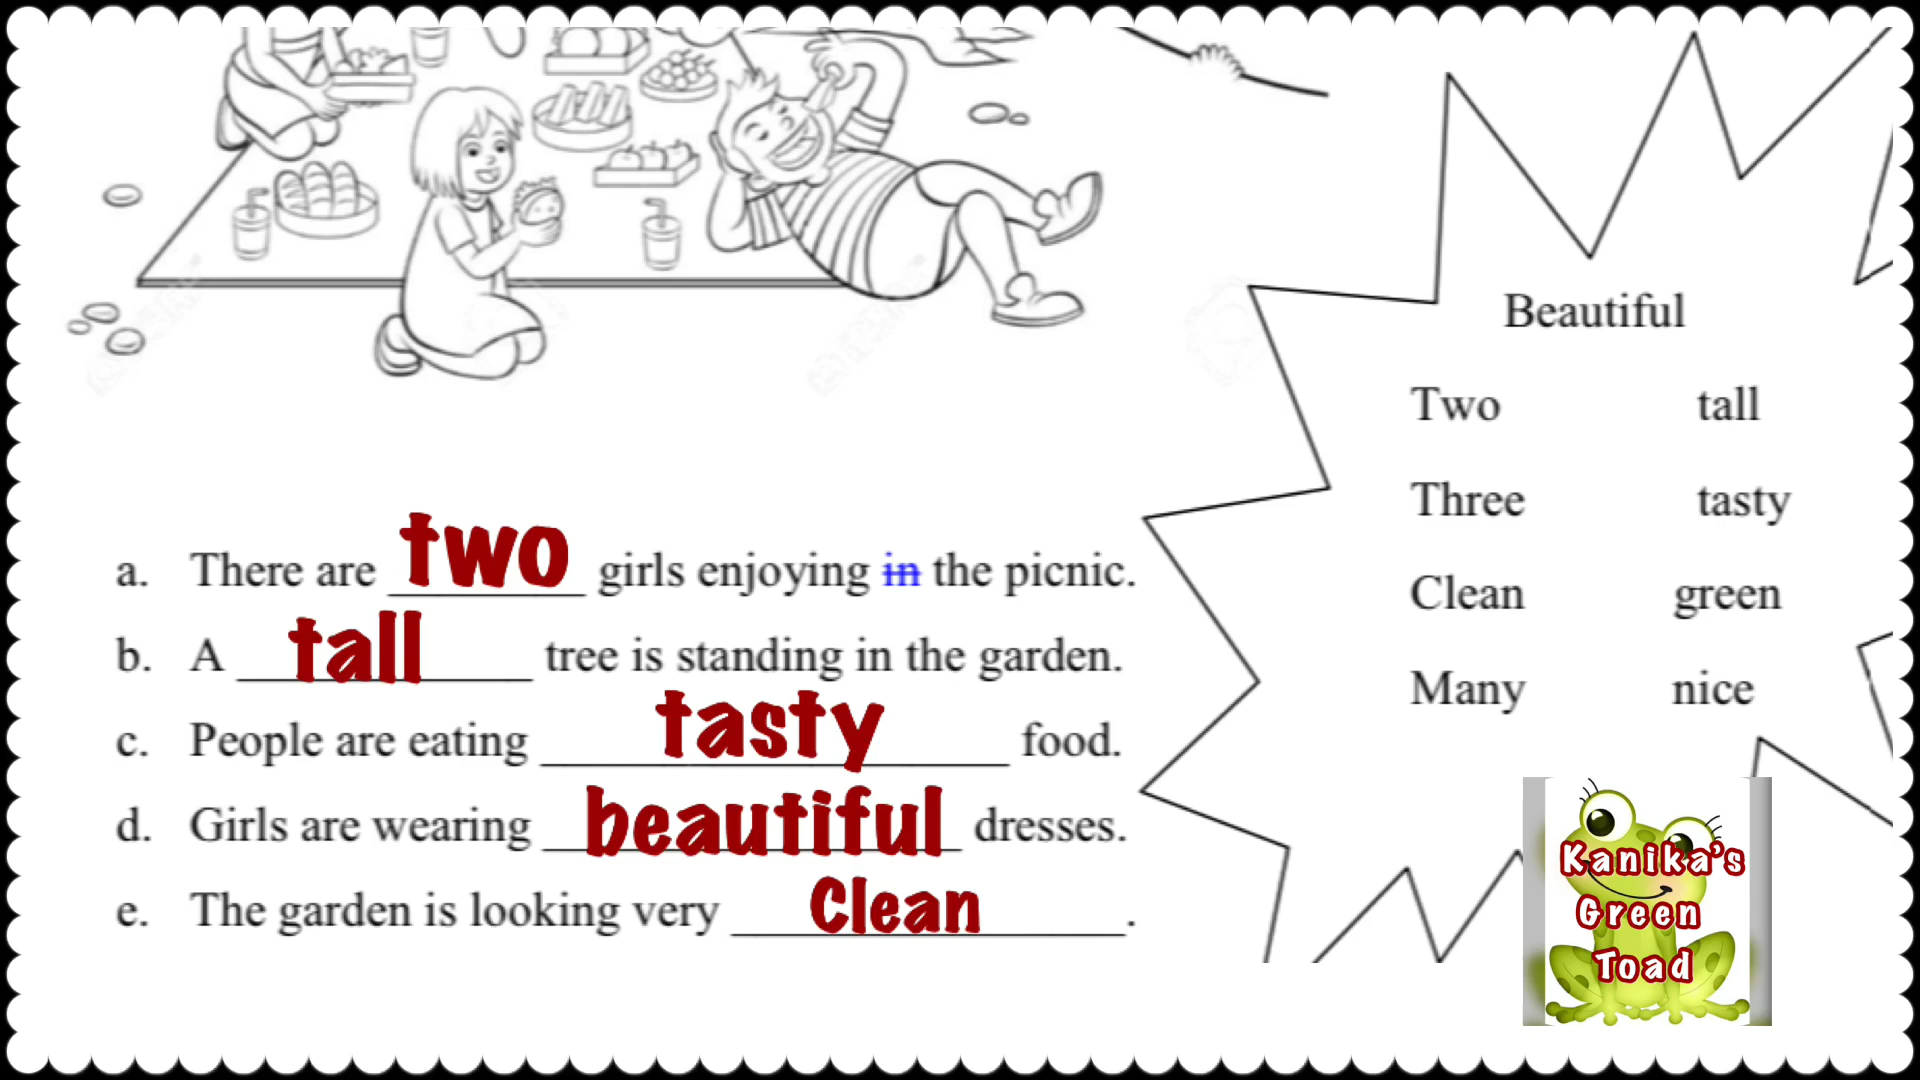 a. There are two girls enjoying in the picnic.
b. A tall tree is standing in the garden.
c. People are eating tasty food.
d. Girls are wearing beautiful dresses.
e. The garden is looking very Clean.
Beautiful
Two tall
Three tasty
Clean green
Many nice
Kanika's
Green
Toad